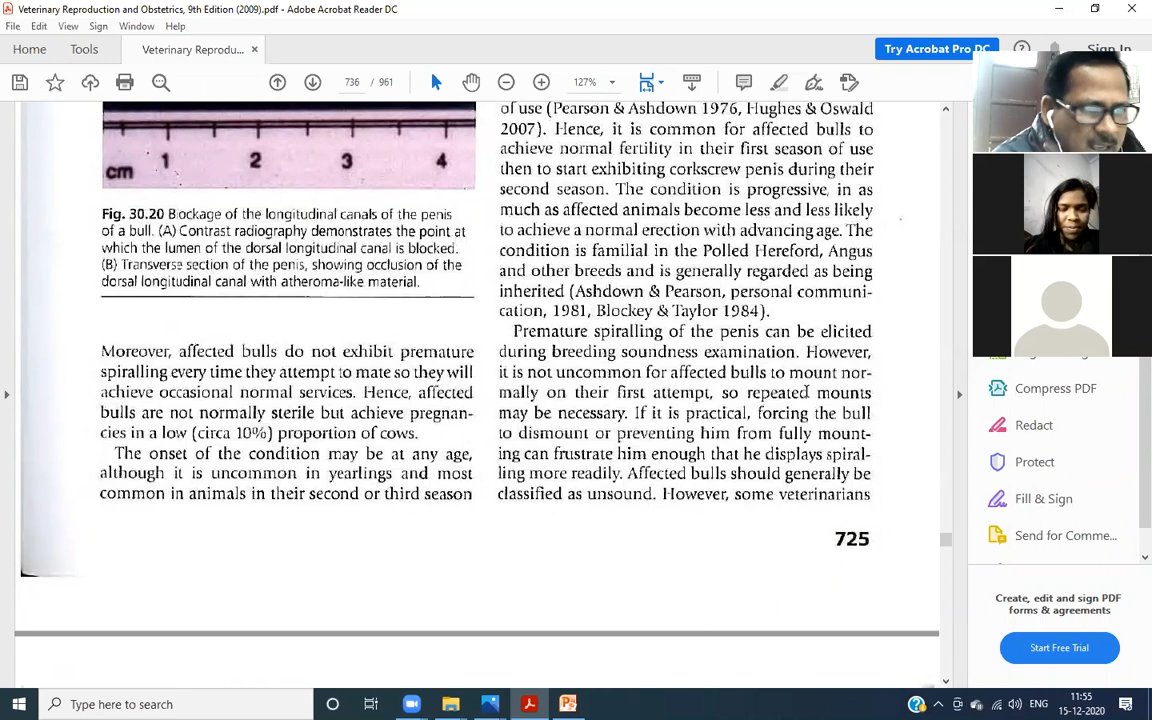 Veterinary Reproduction and Obstetrics, 9th Edition (2009).pdf - Adobe Acrobat Reader DC
File Edit View Sign Window Help
Home Tools Veterinary Reprodu... ×
Try Acrobat Pro DC
Sign In
736 / 961
127%
cm 1 2 3 4
Fig. 30.20 Blockage of the longitudinal canals of the penis
of a bull. (A) Contrast radiography demonstrates the point at
which the lumen of the dorsal longitudinal canal is blocked.
(B) Transverse section of the penis, showing occlusion of the
dorsal longitudinal canal with atheroma-like material.
Moreover, affected bulls do not exhibit premature
spiralling every time they attempt to mate so they will
achieve occasional normal services. Hence, affected
bulls are not normally sterile but achieve pregnan-
cies in a low (circa 10%) proportion of cows.
The onset of the condition may be at any age,
although it is uncommon in yearlings and most
common in animals in their second or third season
of use (Pearson & Ashdown 1976, Hughes & Oswald
2007). Hence, it is common for affected bulls to
achieve normal fertility in their first season of use
then to start exhibiting corkscrew penis during their
second season. The condition is progressive, in as
much as affected animals become less and less likely
to achieve a normal erection with advancing age. The
condition is familial in the Polled Hereford, Angus
and other breeds and is generally regarded as being
inherited (Ashdown & Pearson, personal communi-
cation, 1981, Blockey & Taylor 1984).
Premature spiralling of the penis can be elicited
during breeding soundness examination. However,
it is not uncommon for affected bulls to mount nor-
mally on their first attempt, so repeated mounts
may be necessary. If it is practical, forcing the bull
to dismount or preventing him from fully mount-
ing can frustrate him enough that he displays spiral-
ling more readily. Affected bulls should generally be
classified as unsound. However, some veterinarians
725
Compress PDF
Redact
Protect
Fill & Sign
Send for Comme...
Create, edit and sign PDF
forms & agreements
Start Free Trial
Type here to search
ENG
11:55
15-12-2020